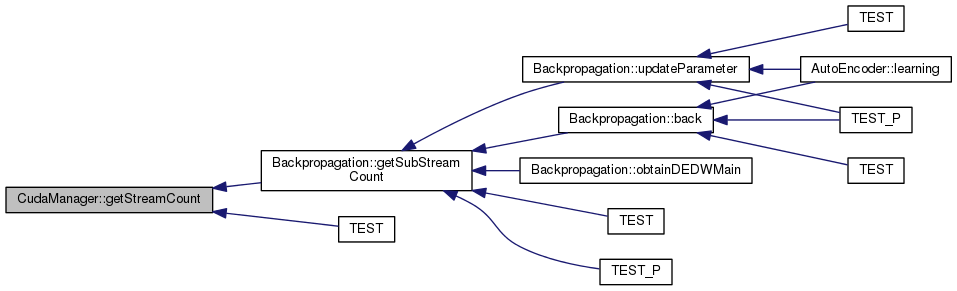 TEST
Backpropagation::updateParameter
AutoEncoder::learning
Backpropagation::back
TEST_P
Backpropagation::getSubStream
Count
Backpropagation::obtainDEDWMain
TEST
CudaManager::getStreamCount
TEST
TEST
TEST_P